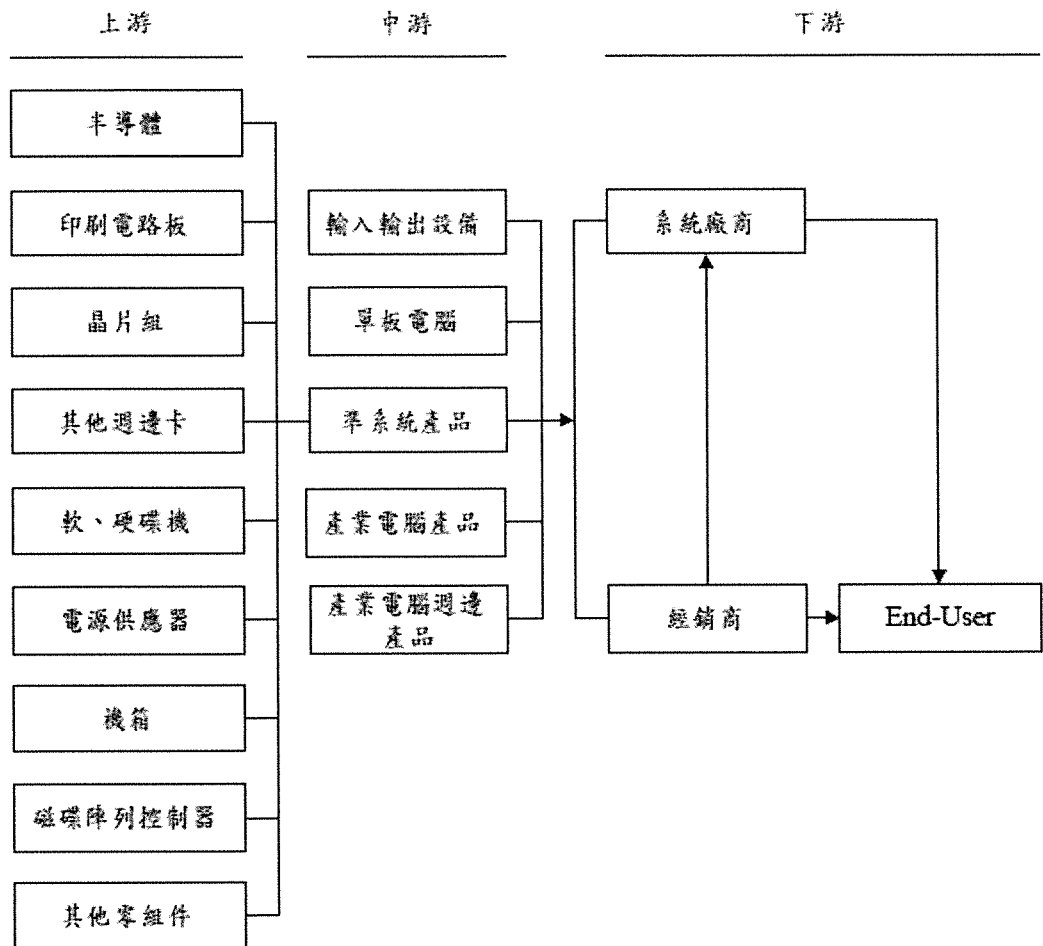 上游
中游
下游
半導體
印刷電路板
晶片組
其他週邊卡
軟、硬碟機
電源供應器
機箱
磁碟陣列控制器
其他零組件
輸入輸出設備
單板電腦
準系統產品
產業電腦產品
產業電腦週邊
產品
系統廠商
經銷商
End-User